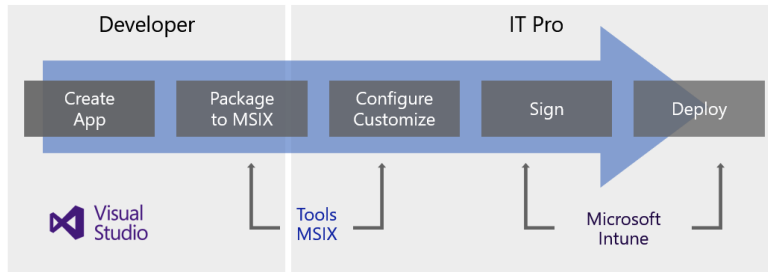 Developer
IT Pro
Create
App
Package
to MSIX
Configure
Customize
Sign
Deploy
Visual
Studio
Tools
MSIX
Microsoft
Intune